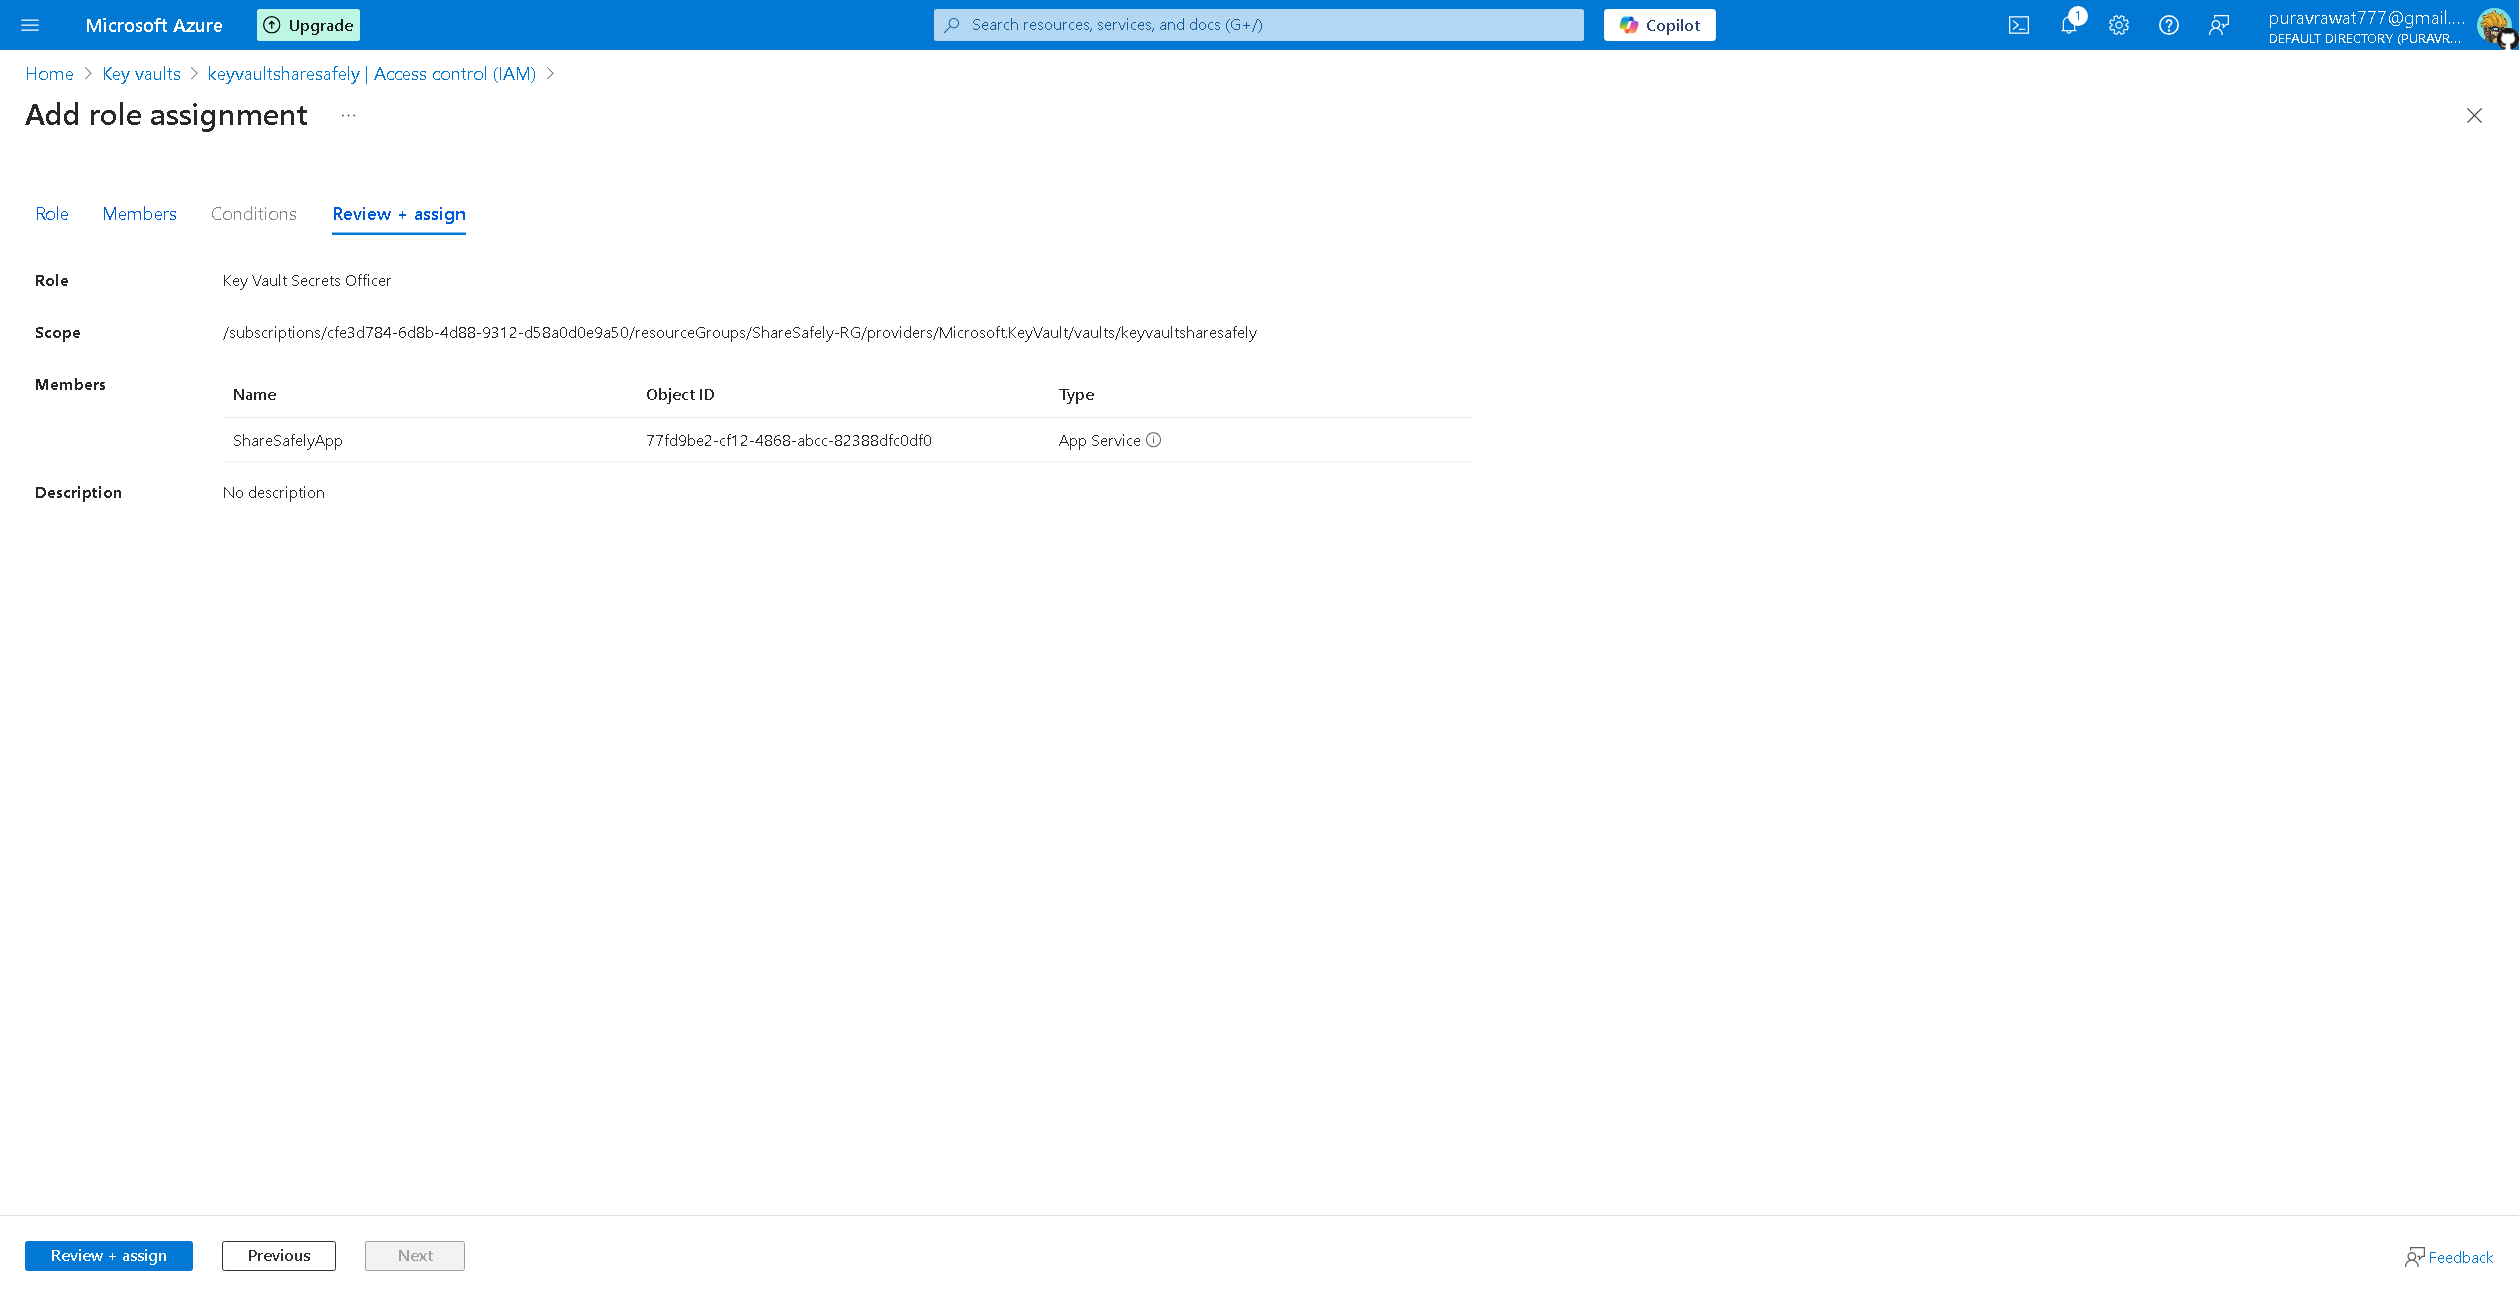 Microsoft Azure
Upgrade
Search resources, services, and docs (G+/)
Copilot
1
puravrawat777@gmail....
DEFAULT DIRECTORY (PURAVR...
Home > Key vaults > keyvaultsharesafely | Access control (IAM) >
Add role assignment ...
Role Members Conditions Review + assign
Role Key Vault Secrets Officer
Scope /subscriptions/cfe3d784-6d8b-4d88-9312-d58a0d0e9a50/resourceGroups/ShareSafely-RG/providers/Microsoft.KeyVault/vaults/keyvaultsharesafely
Members
Name Object ID Type
ShareSafelyApp 77fd9be2-cf12-4868-abcc-82388dfc0df0 App Service
Description No description
Review + assign Previous Next
Feedback